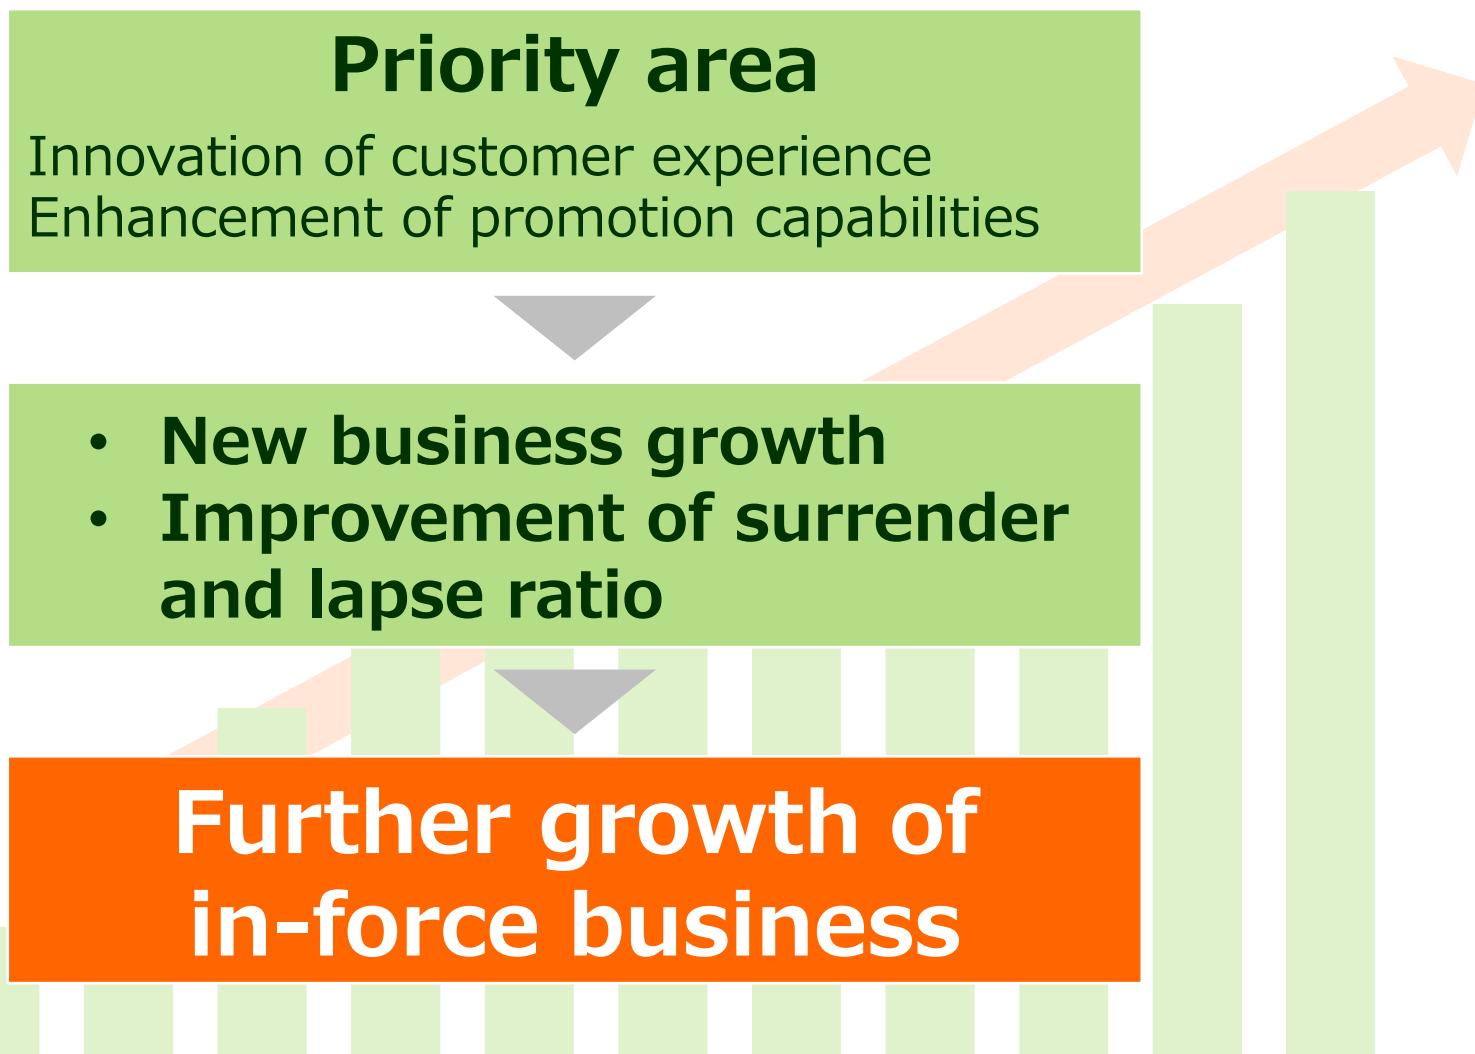 Priority area
Innovation of customer experience
Enhancement of promotion capabilities
• New business growth
• Improvement of surrender
and lapse ratio
Further growth of
in-force business